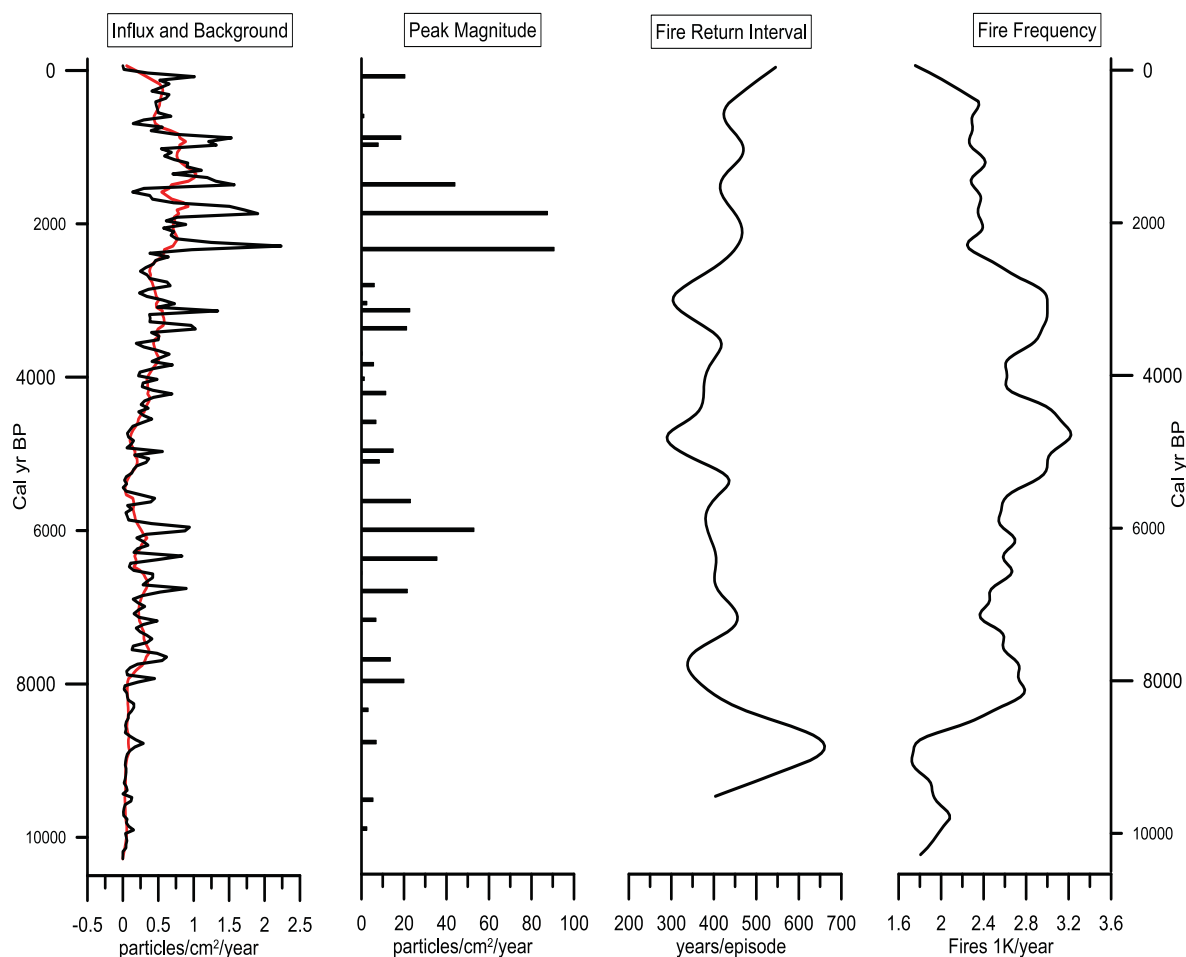 Influx and Background
Peak Magnitude
Fire Return Interval
Fire Frequency
0
2000
4000
6000
8000
10000
Cal yr BP
-0.5 0 0.5 1 1.5 2 2.5
particles/cm²/year
0 20 40 60 80 100
particles/cm²/year
200 300 400 500 600 700
years/episode
1.6 2 2.4 2.8 3.2 3.6
Fires 1K/year
0
2000
4000
6000
8000
10000
Cal yr BP